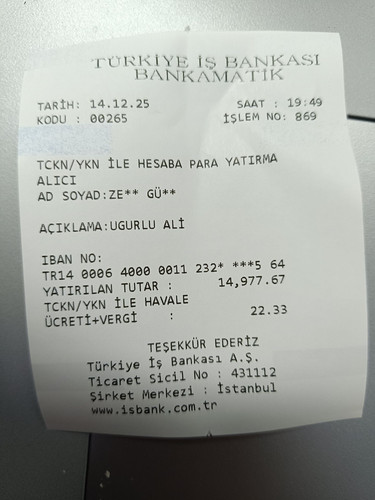 TÜRKİYE İŞ BANKASI
BANKAMATİK
TARİH: 14.12.25 SAAT : 19:49
KODU : 00265 İŞLEM NO: 869
TCKN/YKN İLE HESABA PARA YATIRMA
ALICI
AD SOYAD:ZE** GÜ**
AÇIKLAMA:UGURLU ALİ
IBAN NO:
TR14 0006 4000 0011 232* ***5 64
YATIRILAN TUTAR : 14,977.67
TCKN/YKN İLE HAVALE
ÜCRETİ+VERGİ : 22.33
TEŞEKKÜR EDERİZ
Türkiye İş Bankası A.Ş.
Ticaret Sicil No : 431112
Şirket Merkezi : İstanbul
www.isbank.com.tr